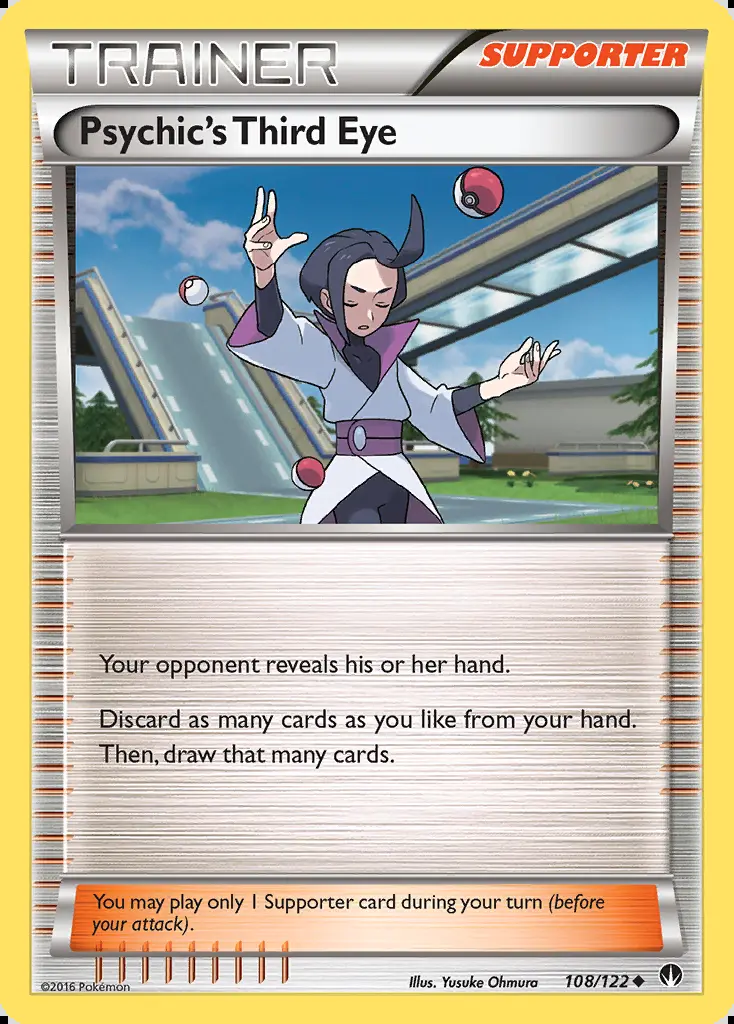 TRAINER
SUPPORTER
Psychic's Third Eye
Your opponent reveals his or her hand.
Discard as many cards as you like from your hand.
Then, draw that many cards.
You may play only 1 Supporter card during your turn (before
your attack).
©2016 Pokémon
Illus. Yusuke Ohmura
108/122